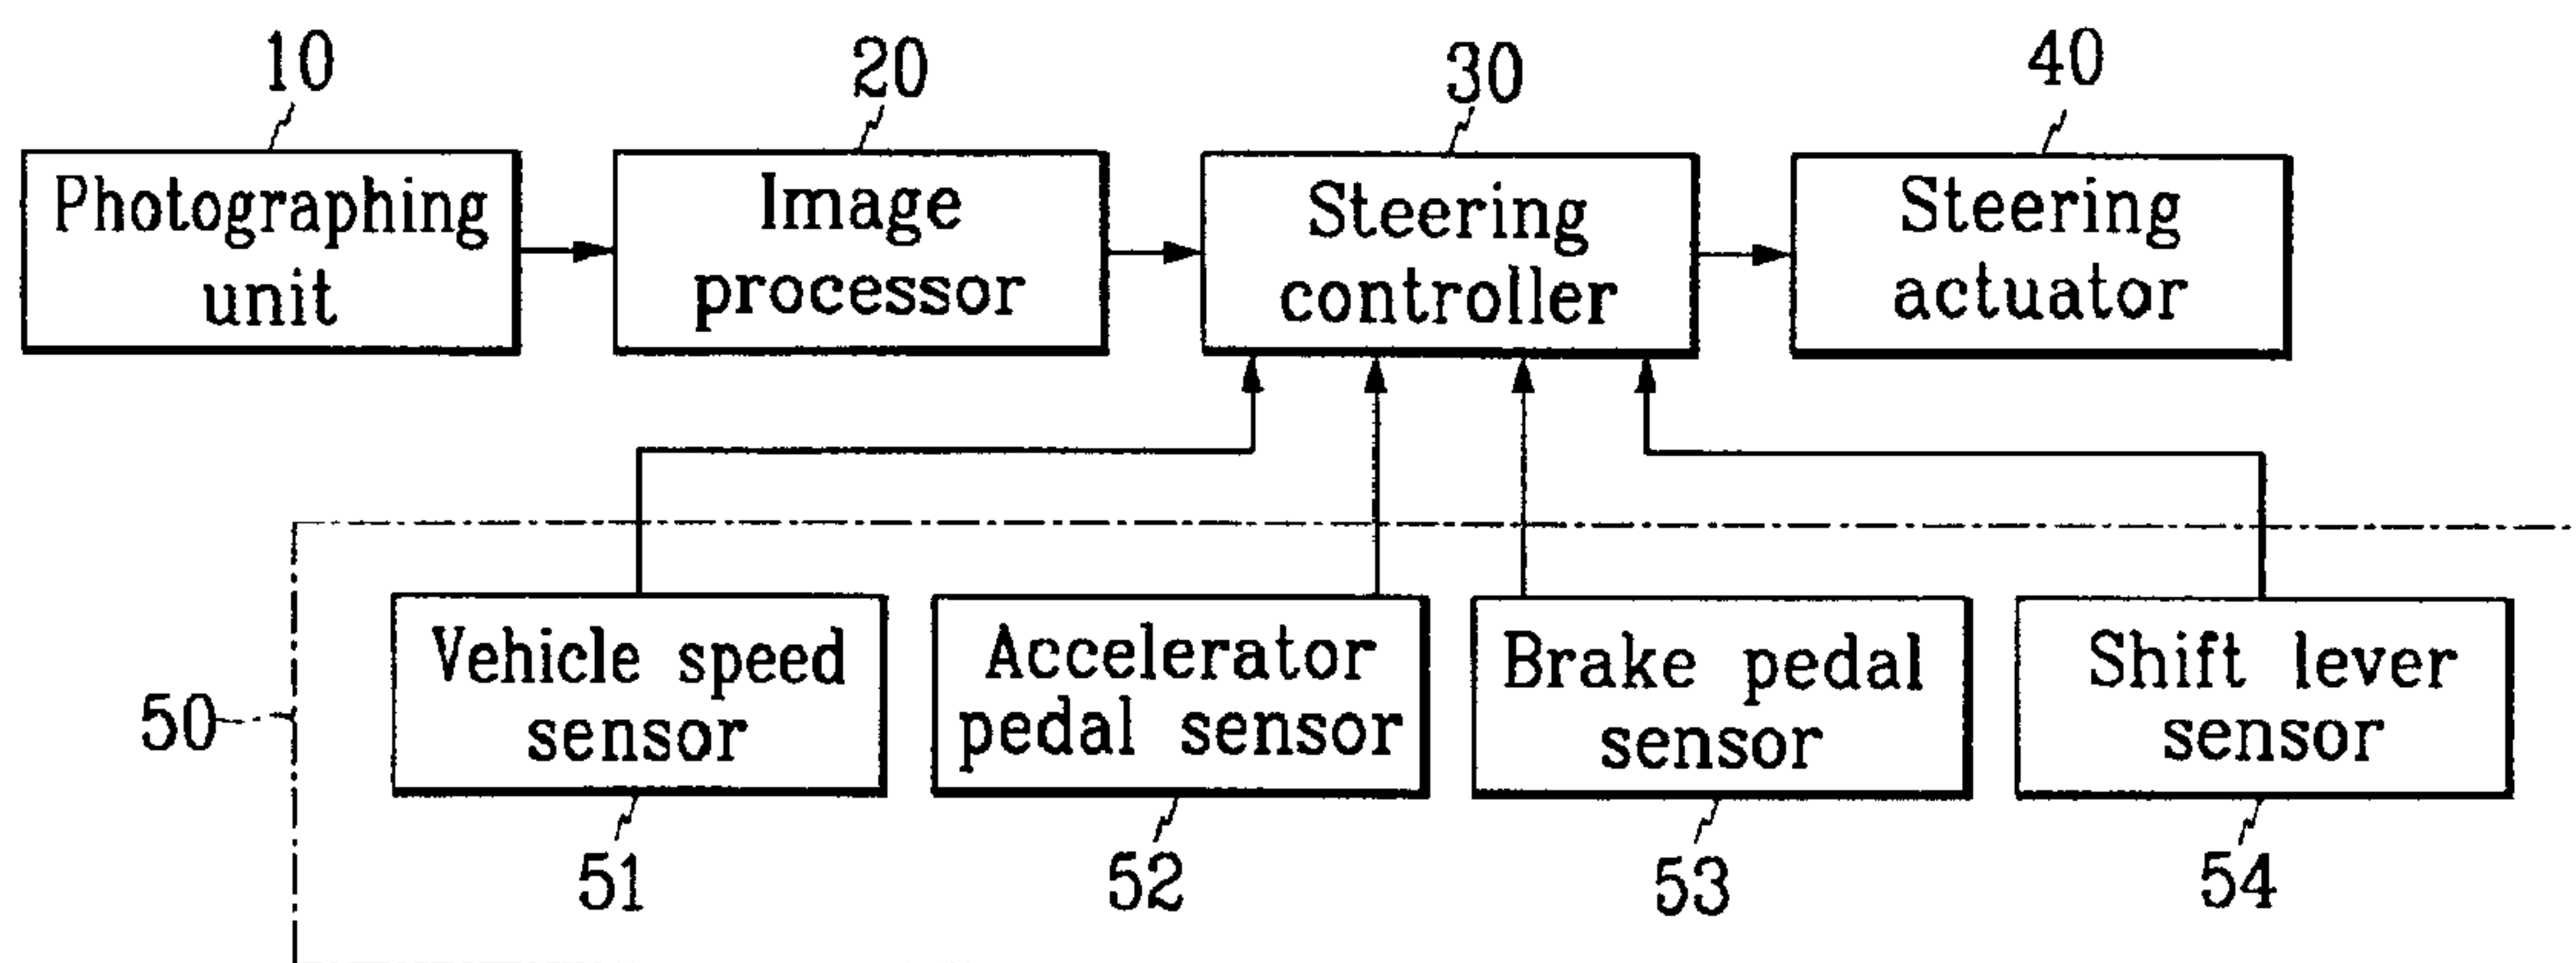 10
20
30
40
Photographing
unit
Image
processor
Steering
controller
Steering
actuator
50
Vehicle speed
sensor
Accelerator
pedal sensor
Brake pedal
sensor
Shift lever
sensor
51
52
53
54